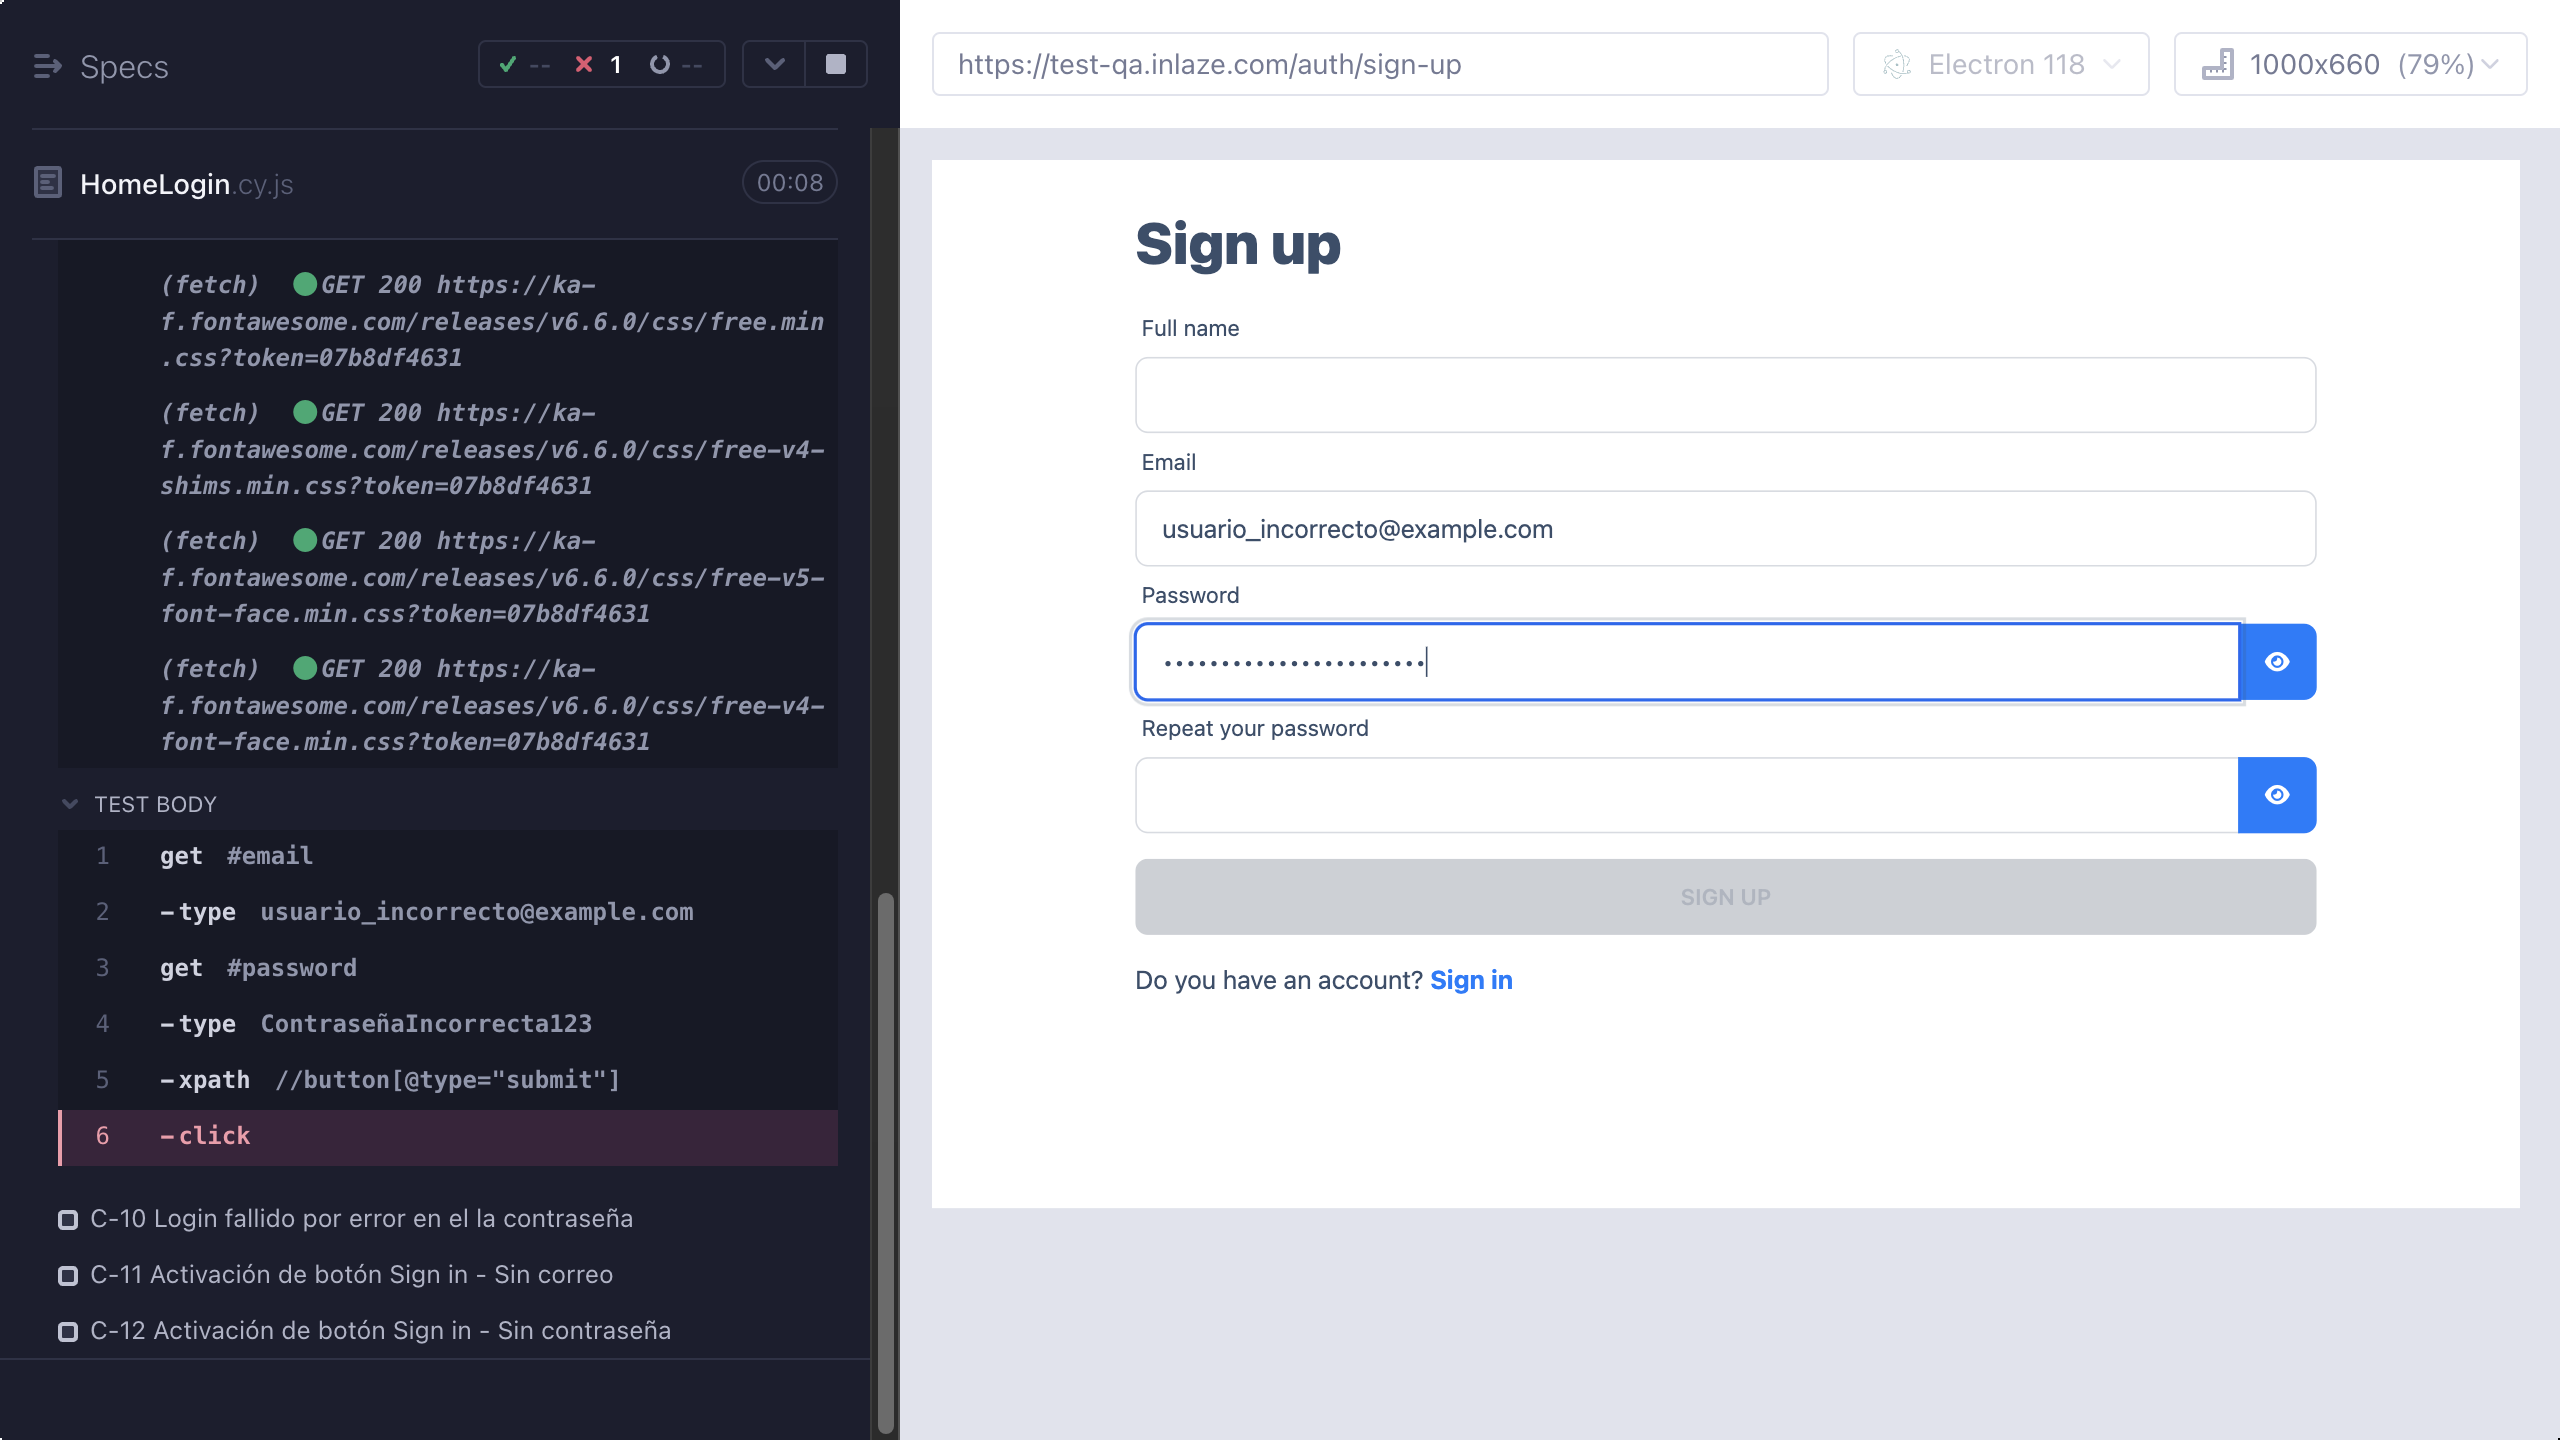 Specs
-- 1 --
HomeLogin.cy.js
00:08
(fetch) GET 200 https://ka-
f.fontawesome.com/releases/v6.6.0/css/free.min
.css?token=07b8df4631
(fetch) GET 200 https://ka-
f.fontawesome.com/releases/v6.6.0/css/free-v4-
shims.min.css?token=07b8df4631
(fetch) GET 200 https://ka-
f.fontawesome.com/releases/v6.6.0/css/free-v5-
font-face.min.css?token=07b8df4631
(fetch) GET 200 https://ka-
f.fontawesome.com/releases/v6.6.0/css/free-v4-
font-face.min.css?token=07b8df4631
TEST BODY
1 get #email
2 -type usuario_incorrecto@example.com
3 get #password
4 -type ContraseñaIncorrecta123
5 -xpath //button[@type="submit"]
6 -click
C-10 Login fallido por error en el la contraseña
C-11 Activación de botón Sign in - Sin correo
C-12 Activación de botón Sign in - Sin contraseña
https://test-qa.inlaze.com/auth/sign-up
Electron 118
1000x660 (79%)
Sign up
Full name
Email
usuario_incorrecto@example.com
Password
Repeat your password
SIGN UP
Do you have an account? Sign in